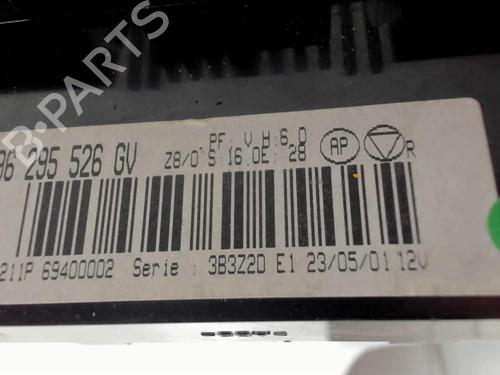 PF. V H:6.0
96 295 526 GV Z8/0 S:16.0E: 28 AP R
211P 69400002 Serie : 3B3Z2D E1 23/05/01 12V
B-PARTS